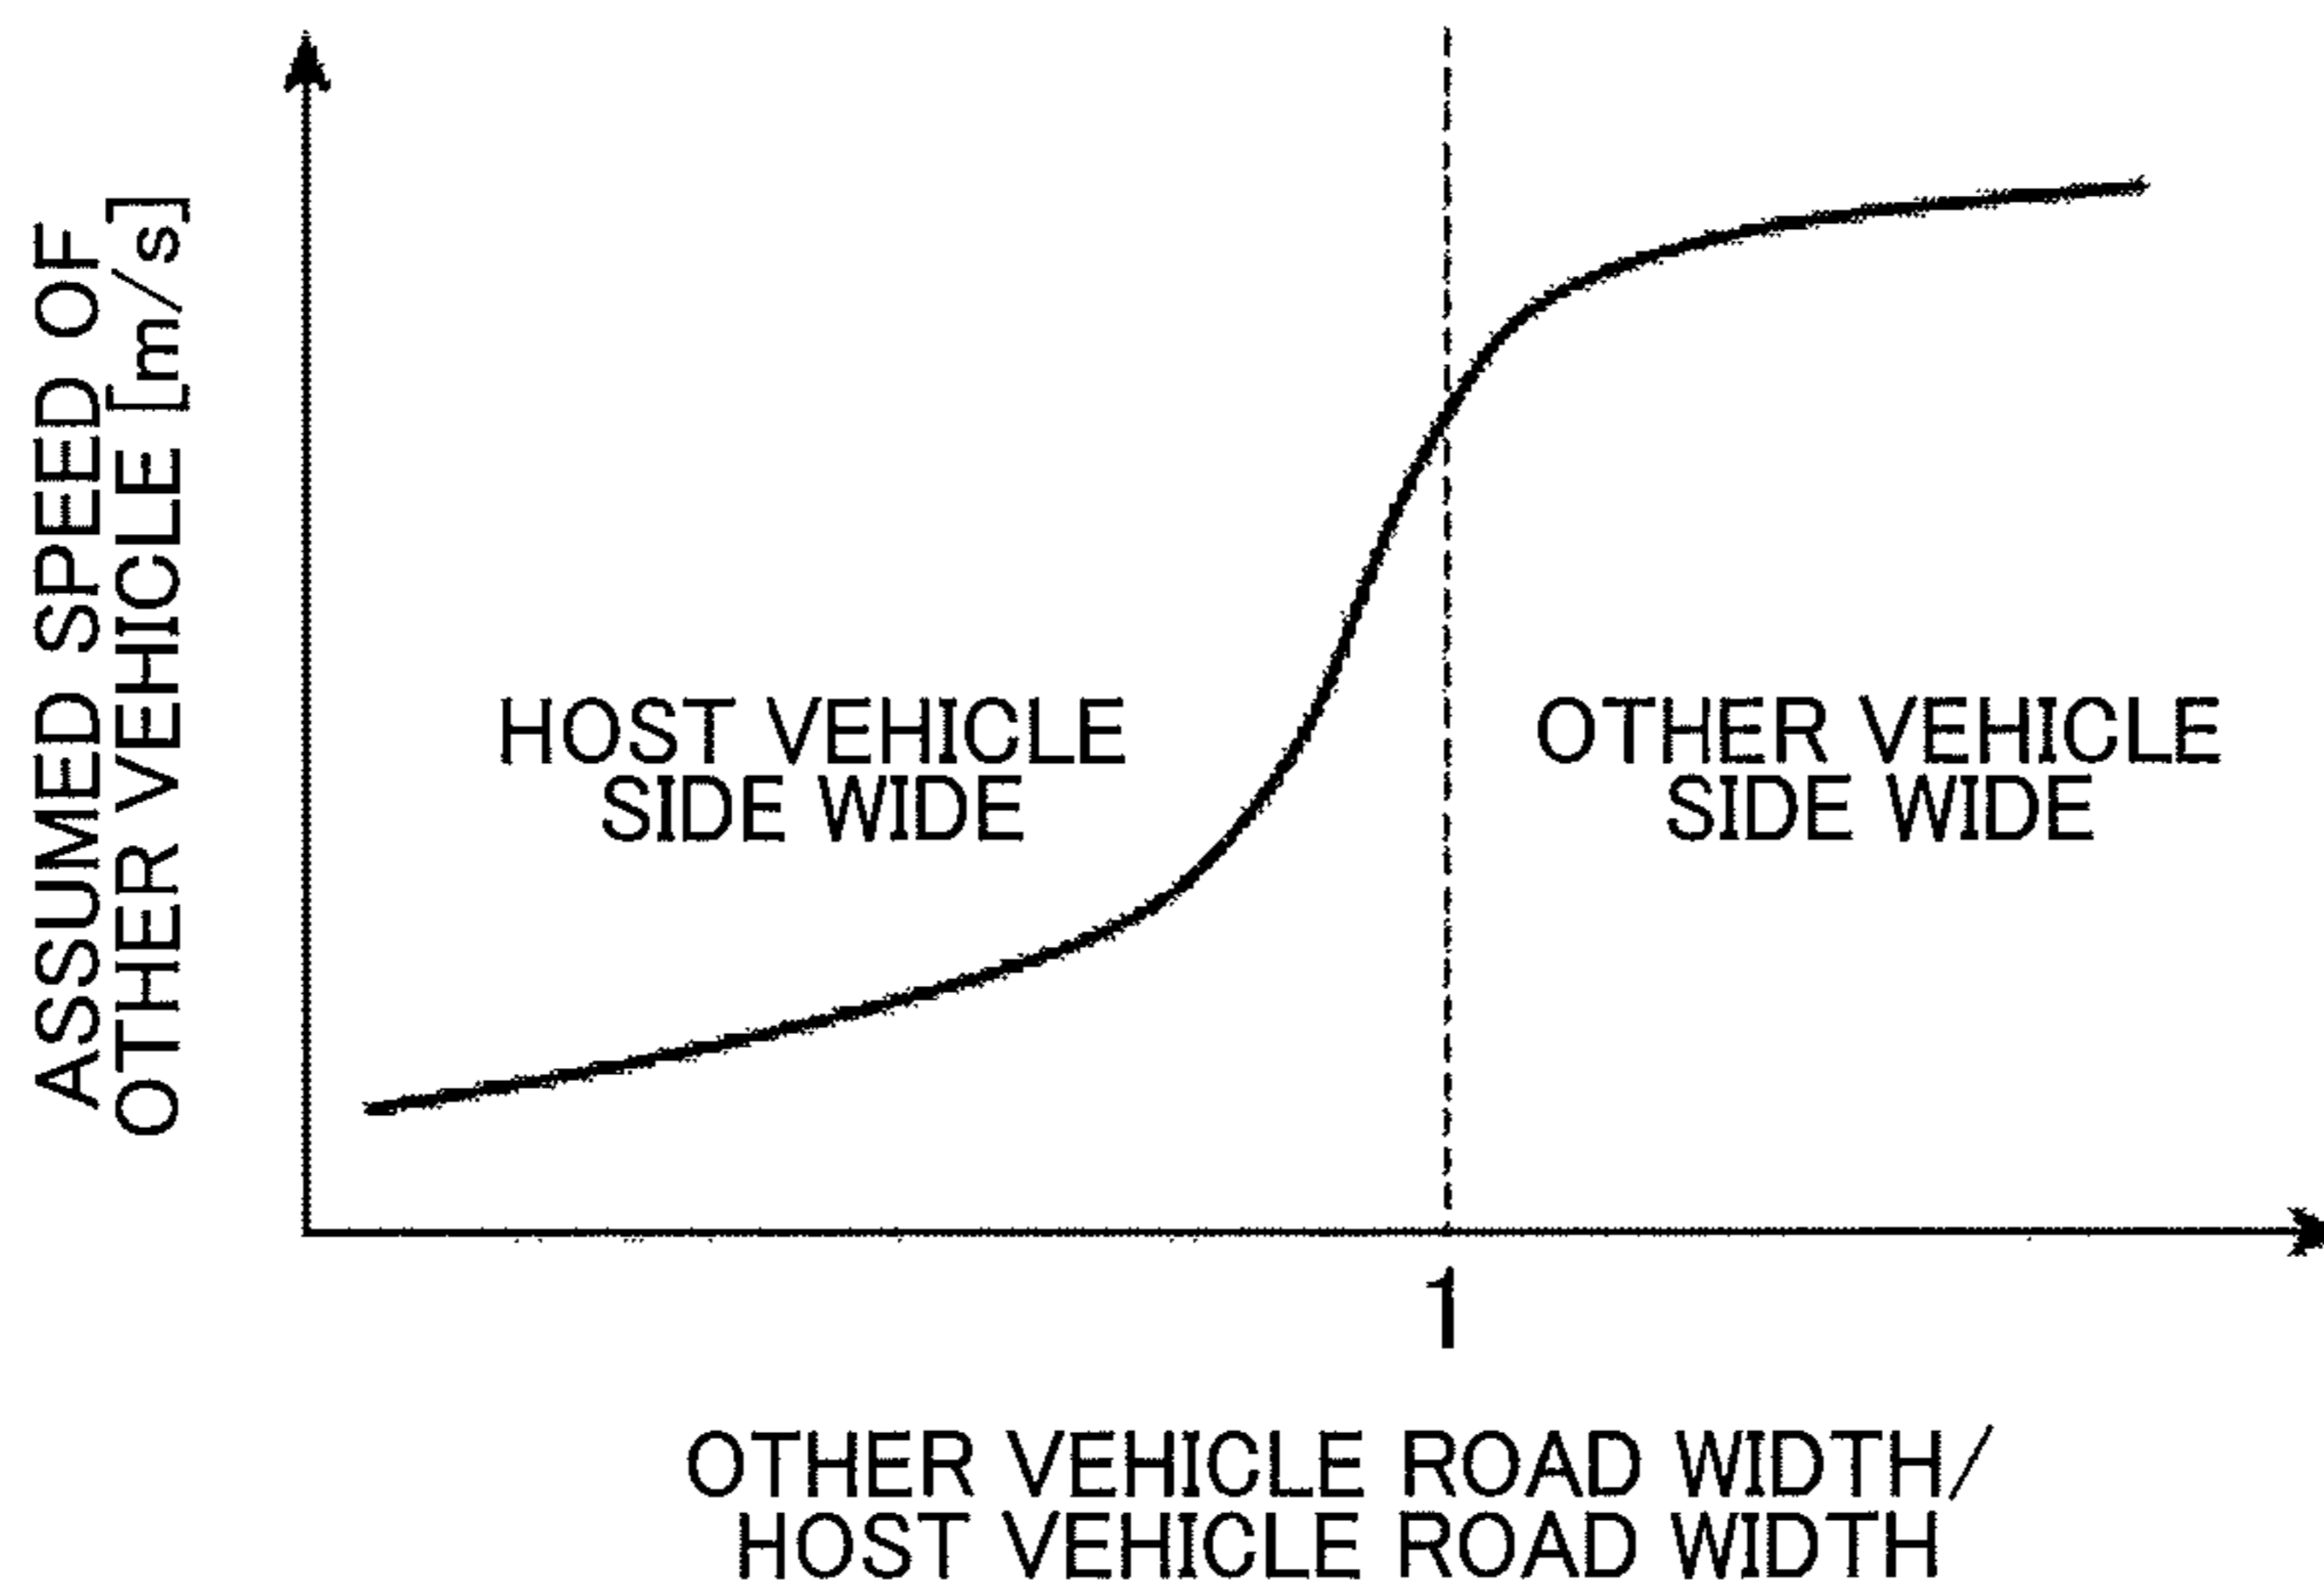 ASSUMED SPEED OF
OTHER VEHICLE [m/s]
HOST VEHICLE
SIDE WIDE
OTHER VEHICLE
SIDE WIDE
1
OTHER VEHICLE ROAD WIDTH/
HOST VEHICLE ROAD WIDTH